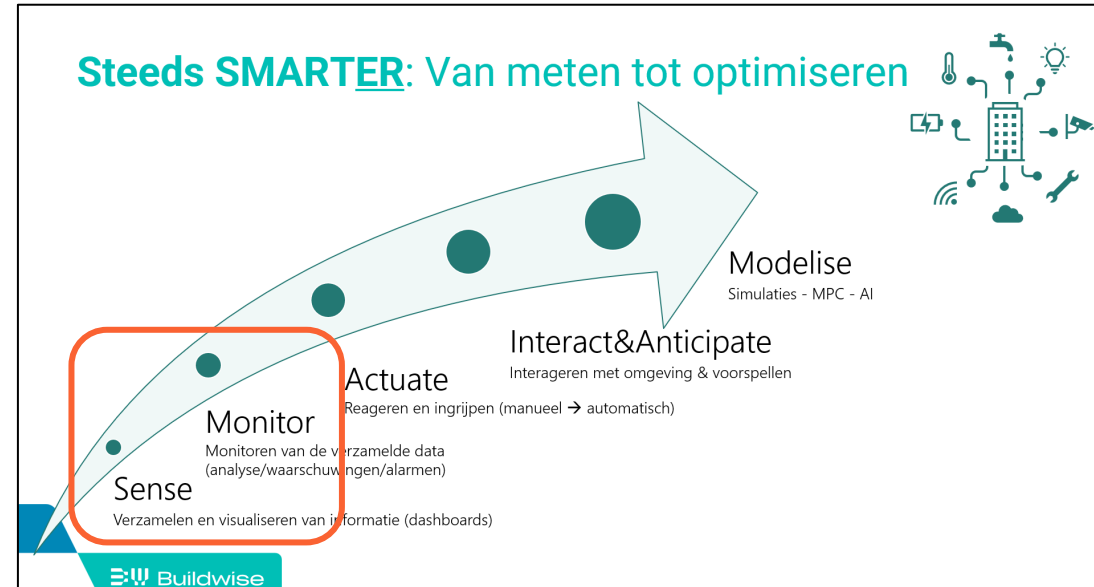 Steeds SMARTER: Van meten tot optimiseren
Modelise
Simulaties - MPC - AI
Interact&Anticipate
Interageren met omgeving & voorspellen
Actuate
Reageren en ingrijpen (manueel → automatisch)
Monitor
Monitoren van de verzamelde data
(analyse/waarschuwingen/alarmen)
Sense
Verzamelen en visualiseren van informatie (dashboards)
Buildwise